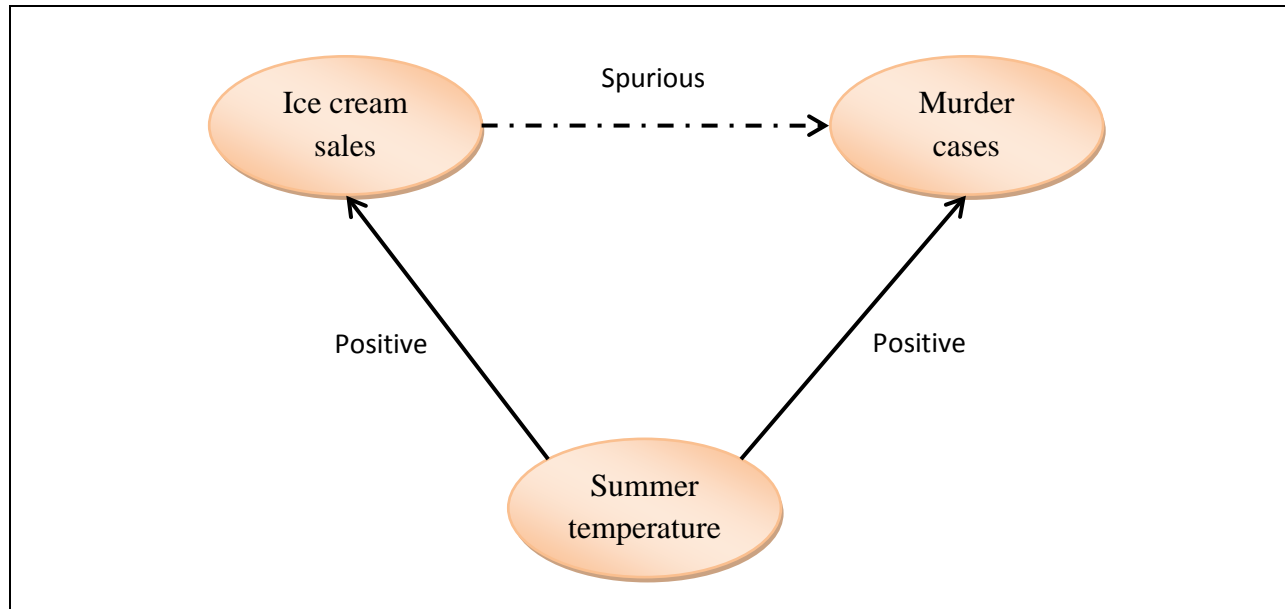 Spurious
Ice cream
sales
Murder
cases
Positive
Positive
Summer
temperature